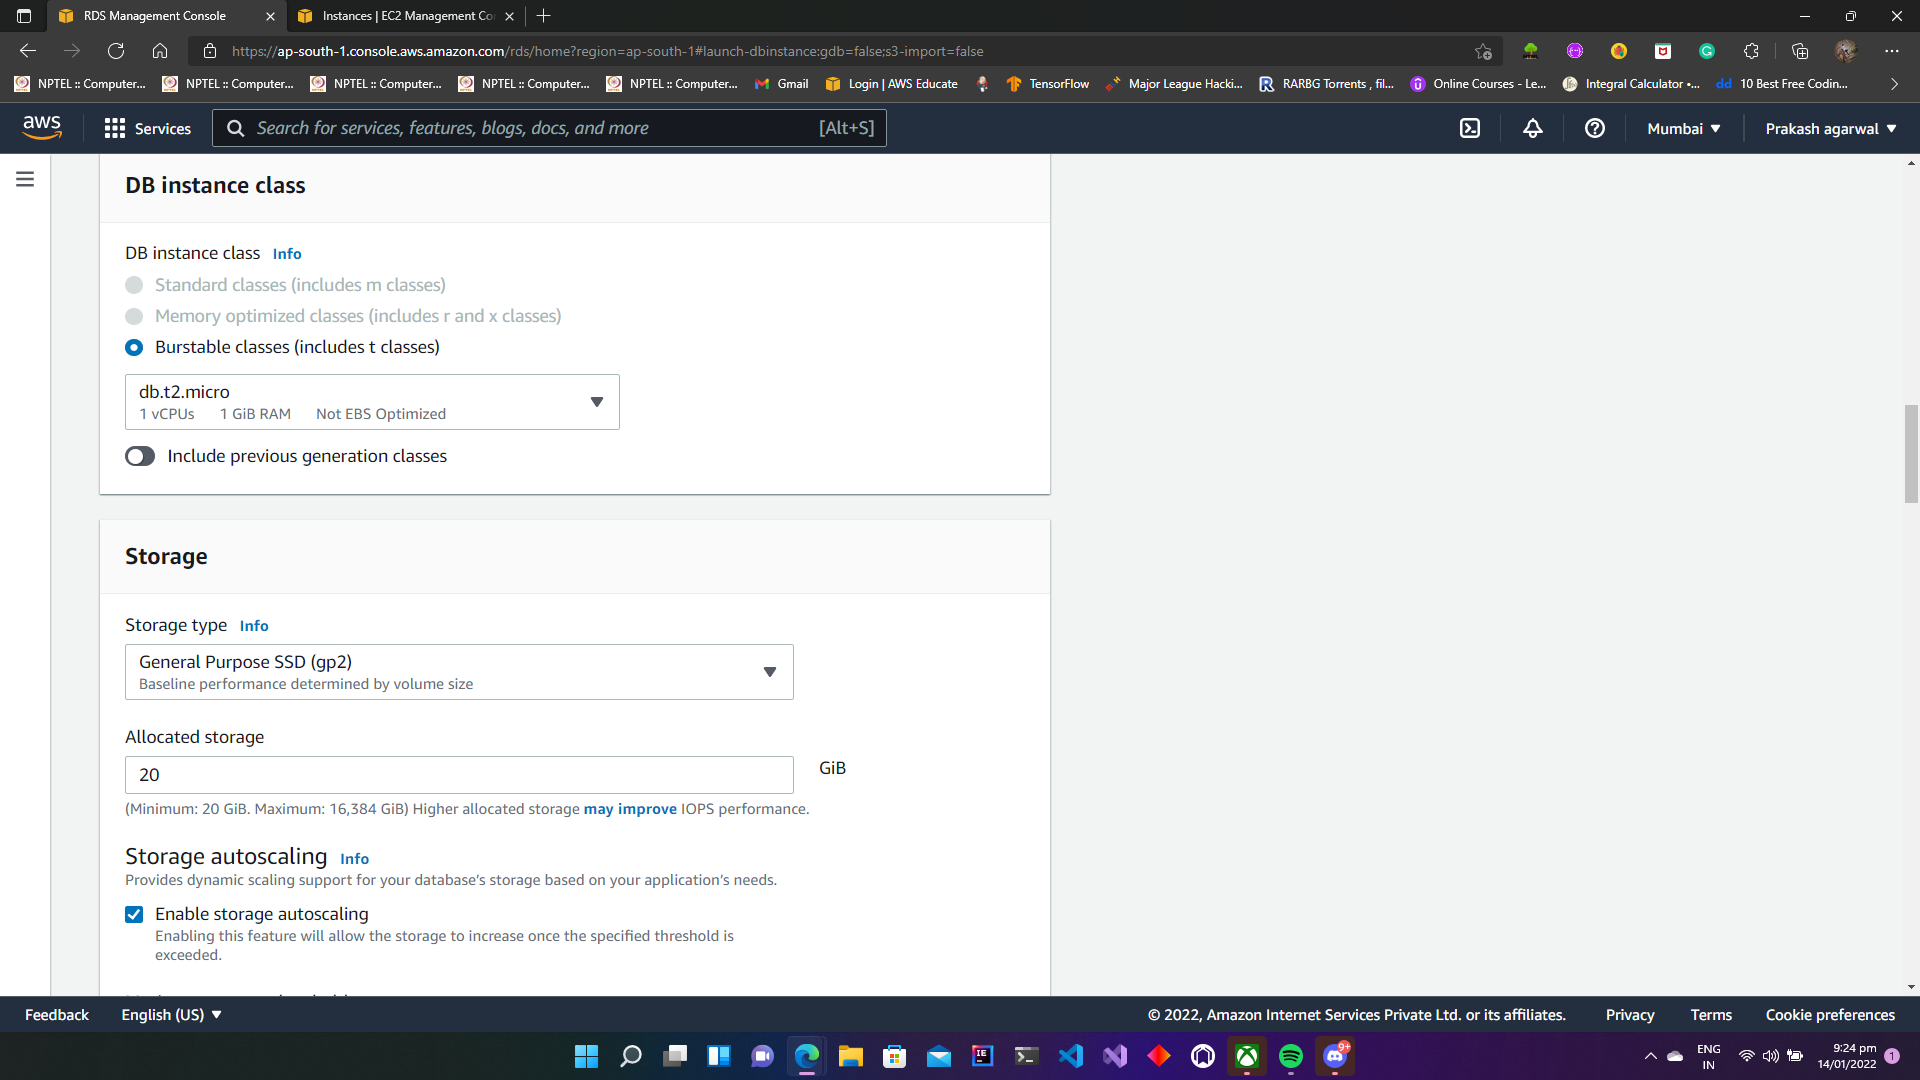 RDS Management Console
Instances | EC2 Management Co
https://ap-south-1.console.aws.amazon.com/rds/home?region=ap-south-1#launch-dbinstance:gdb=false;s3-import=false
NPTEL :: Computer...
NPTEL :: Computer...
NPTEL :: Computer...
NPTEL :: Computer...
NPTEL :: Computer...
Gmail
Login | AWS Educate
TensorFlow
Major League Hacki...
RARBG Torrents , fil...
Online Courses - Le...
Integral Calculator •...
dd 10 Best Free Codin...
aws
Services
Search for services, features, blogs, docs, and more
[Alt+S]
Mumbai
Prakash agarwal
DB instance class
DB instance class Info
Standard classes (includes m classes)
Memory optimized classes (includes r and x classes)
Burstable classes (includes t classes)
db.t2.micro
1 vCPUs 1 GiB RAM Not EBS Optimized
Include previous generation classes
Storage
Storage type Info
General Purpose SSD (gp2)
Baseline performance determined by volume size
Allocated storage
20
GiB
(Minimum: 20 GiB. Maximum: 16,384 GiB) Higher allocated storage may improve IOPS performance.
Storage autoscaling Info
Provides dynamic scaling support for your database's storage based on your application's needs.
Enable storage autoscaling
Enabling this feature will allow the storage to increase once the specified threshold is
exceeded.
Feedback
English (US)
© 2022, Amazon Internet Services Private Ltd. or its affiliates.
Privacy
Terms
Cookie preferences
IE
9+
ENG
IN
9:24 pm
14/01/2022
1